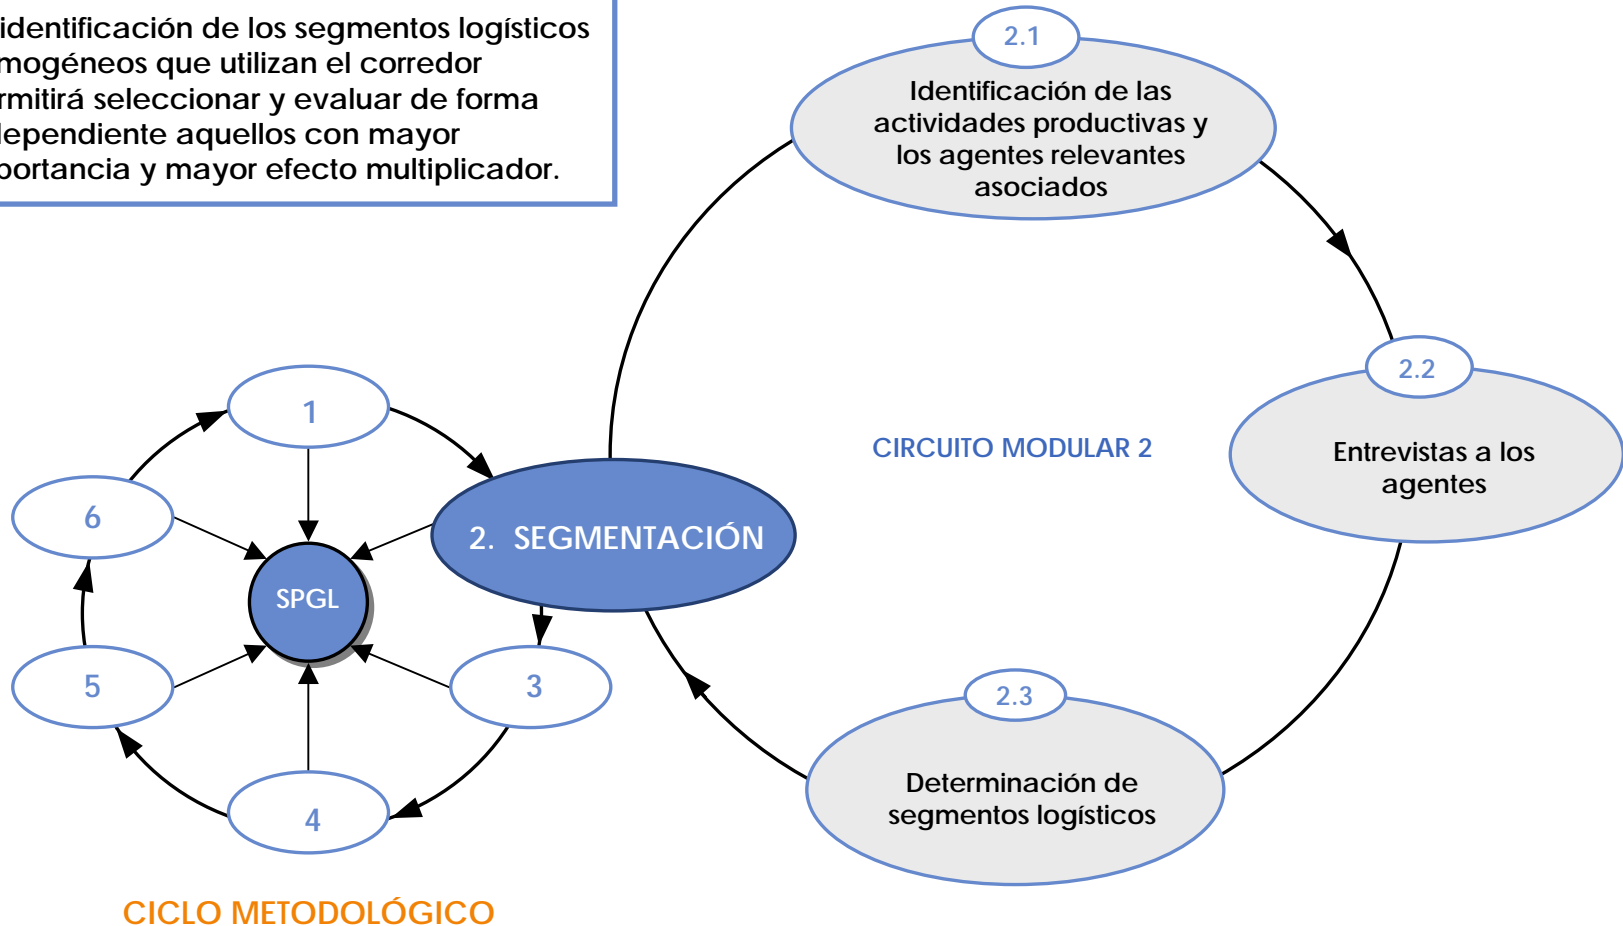 identificación de los segmentos logísticos
mogéneos que utilizan el corredor
rmitirá seleccionar y evaluar de forma
dependiente aquellos con mayor
portancia y mayor efecto multiplicador.
2.1
Identificación de las
actividades productivas y
los agentes relevantes
asociados
2.2
Entrevistas a los
agentes
CIRCUITO MODULAR 2
2.3
Determinación de
segmentos logísticos
1
2. SEGMENTACIÓN
6
SPGL
5
3
4
CICLO METODOLÓGICO